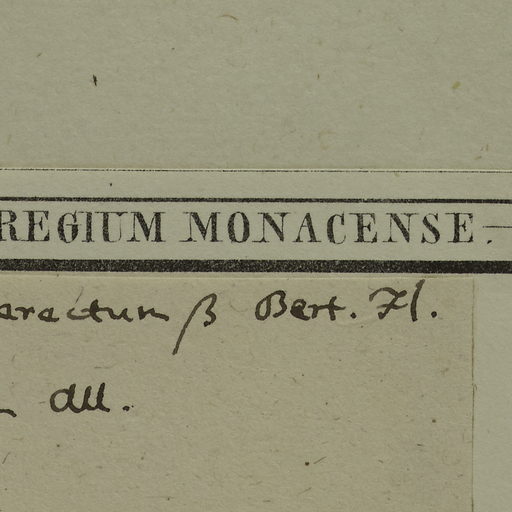 REGIUM MONACENSE.
aractum β Bert. Fl.
All.